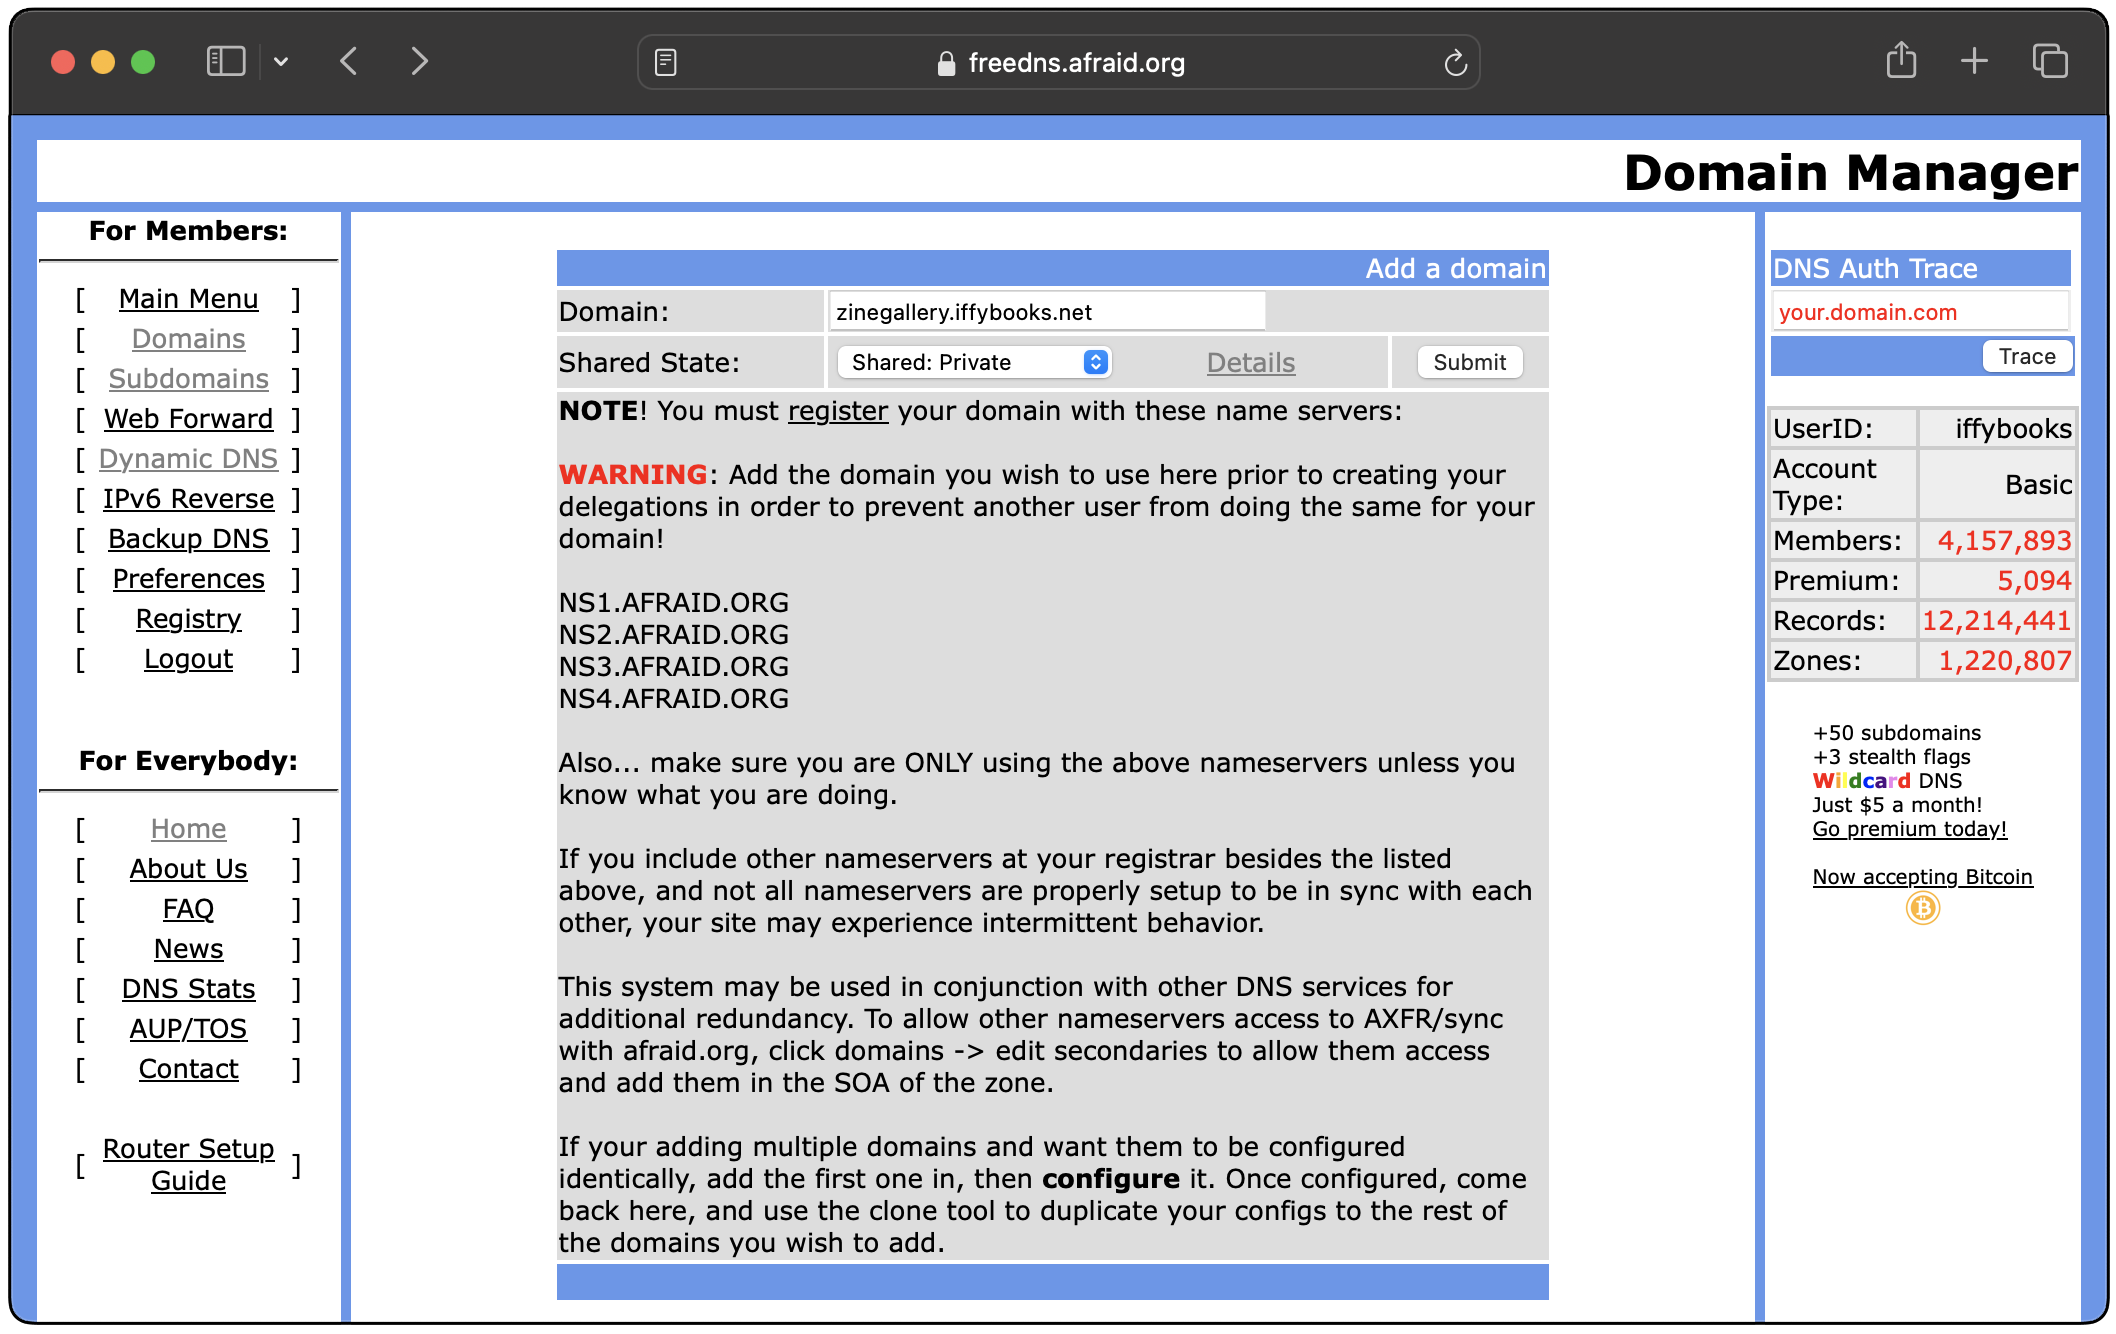 freedns.afraid.org
Domain Manager
For Members:
[ Main Menu ]
[ Domains ]
[ Subdomains ]
[ Web Forward ]
[ Dynamic DNS ]
[ IPv6 Reverse ]
[ Backup DNS ]
[ Preferences ]
[ Registry ]
[ Logout ]
For Everybody:
[ Home ]
[ About Us ]
[ FAQ ]
[ News ]
[ DNS Stats ]
[ AUP/TOS ]
[ Contact ]
[ Router Setup
Guide ]
Add a domain
Domain: zinegallery.iffybooks.net
Shared State: Shared: Private Details Submit
NOTE! You must register your domain with these name servers:
WARNING: Add the domain you wish to use here prior to creating your
delegations in order to prevent another user from doing the same for your
domain!
NS1.AFRAID.ORG
NS2.AFRAID.ORG
NS3.AFRAID.ORG
NS4.AFRAID.ORG
Also... make sure you are ONLY using the above nameservers unless you
know what you are doing.
If you include other nameservers at your registrar besides the listed
above, and not all nameservers are properly setup to be in sync with each
other, your site may experience intermittent behavior.
This system may be used in conjunction with other DNS services for
additional redundancy. To allow other nameservers access to AXFR/sync
with afraid.org, click domains -> edit secondaries to allow them access
and add them in the SOA of the zone.
If your adding multiple domains and want them to be configured
identically, add the first one in, then configure it. Once configured, come
back here, and use the clone tool to duplicate your configs to the rest of
the domains you wish to add.
DNS Auth Trace
your.domain.com
Trace
UserID: iffybooks
Account
Type: Basic
Members: 4,157,893
Premium: 5,094
Records: 12,214,441
Zones: 1,220,807
+50 subdomains
+3 stealth flags
Wildcard DNS
Just $5 a month!
Go premium today!
Now accepting Bitcoin